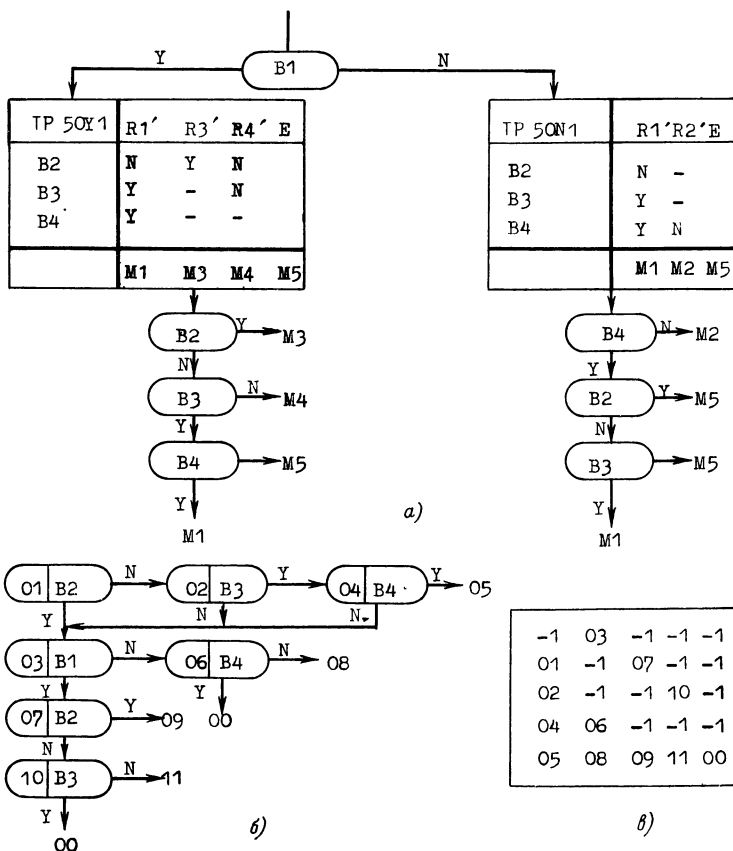 Y B1 N
TP 50Y1 R1′ R3′ R4′ E
B2 N Y N
B3 Y - N
B4 Y - -
M1 M3 M4 M5
TP 50N1 R1′R2′E
B2 N -
B3 Y -
B4 Y N
M1 M2 M5
B2 Y M3
N
B3 N M4
Y
B4 M5
Y
M1
B4 N M2
Y
B2 Y M5
N
B3 M5
Y
M1
а)
01 B2 N 02 B3 Y 04 B4 Y 05
Y N N
03 B1 N 06 B4 N 08
Y Y
07 B2 Y 09 00
N
10 B3 N 11
Y
00
б)
-1 03 -1 -1 -1
01 -1 07 -1 -1
02 -1 -1 10 -1
04 06 -1 -1 -1
05 08 09 11 00
в)